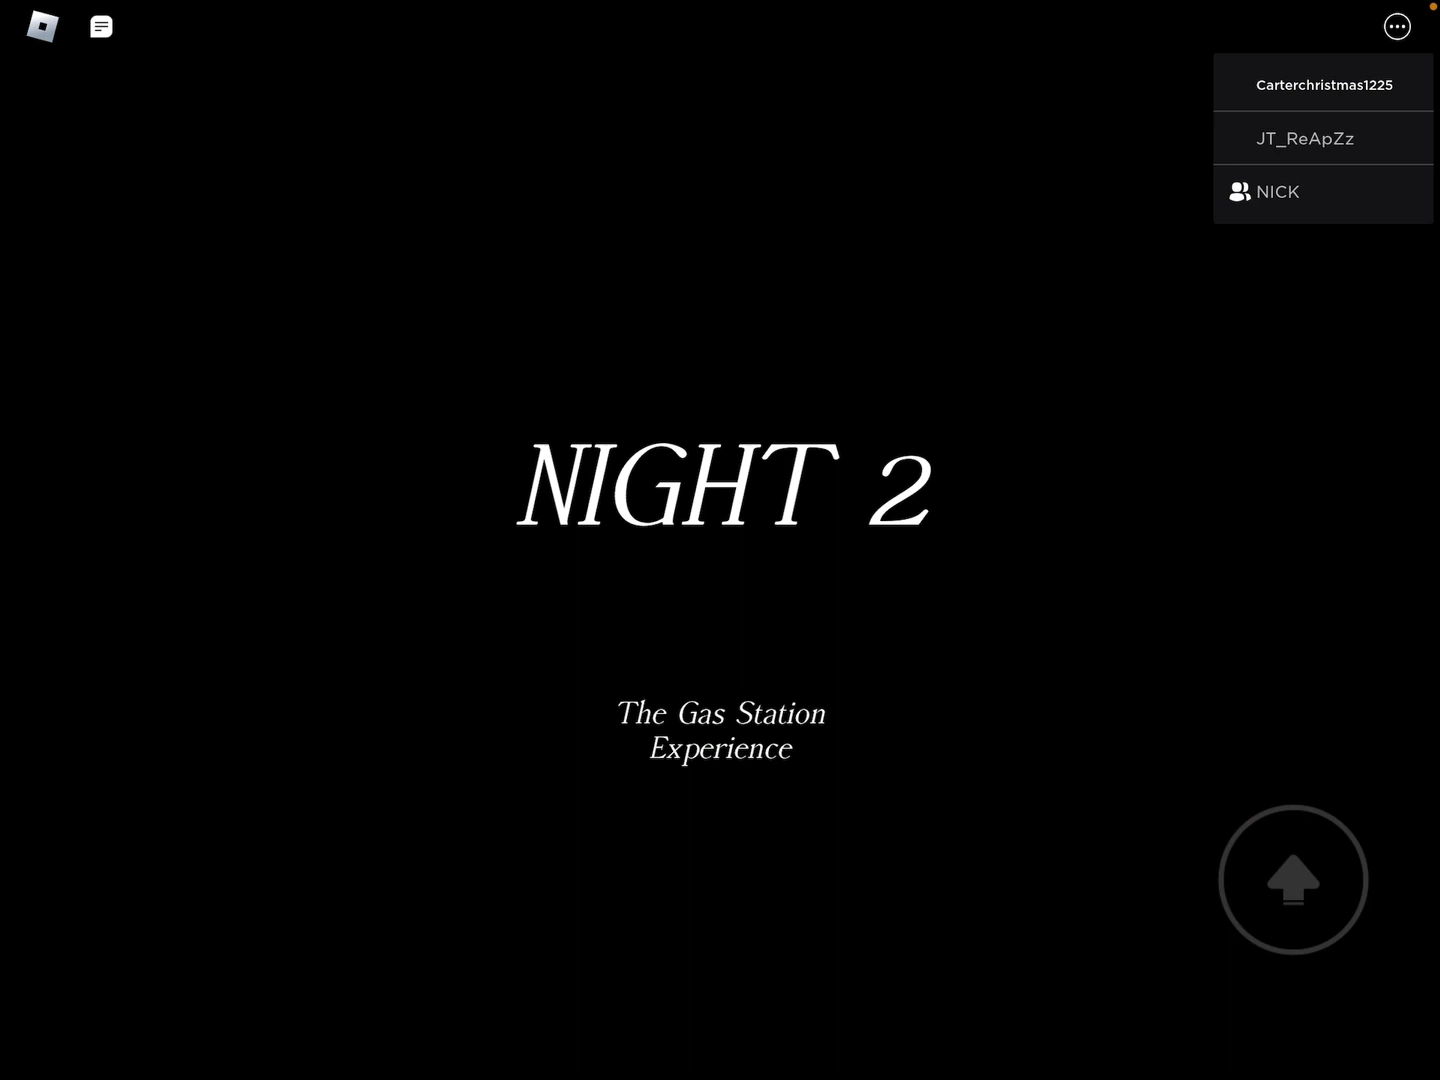 Carterchristmas1225
JT_ReApZz
NICK
NIGHT 2
The Gas Station
Experience